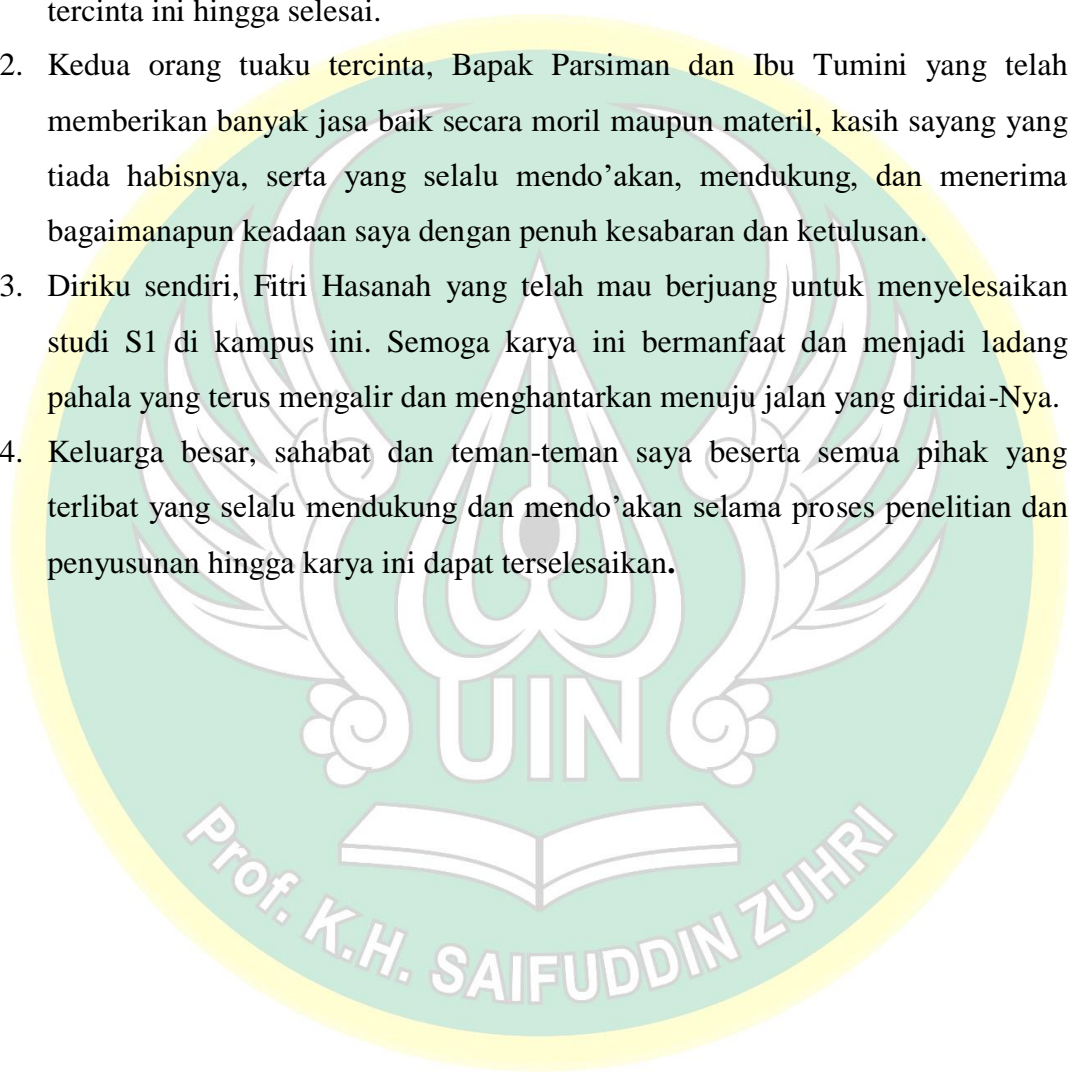 tercinta ini hingga selesai.
2. Kedua orang tuaku tercinta, Bapak Parsiman dan Ibu Tumini yang telah
memberikan banyak jasa baik secara moril maupun materil, kasih sayang yang
tiada habisnya, serta yang selalu mendo’akan, mendukung, dan menerima
bagaimanapun keadaan saya dengan penuh kesabaran dan ketulusan.
3. Diriku sendiri, Fitri Hasanah yang telah mau berjuang untuk menyelesaikan
studi S1 di kampus ini. Semoga karya ini bermanfaat dan menjadi ladang
pahala yang terus mengalir dan menghantarkan menuju jalan yang diridai-Nya.
4. Keluarga besar, sahabat dan teman-teman saya beserta semua pihak yang
terlibat yang selalu mendukung dan mendo’akan selama proses penelitian dan
penyusunan hingga karya ini dapat terselesaikan.
UIN
Prof. K.H. SAIFUDDIN ZUHRI